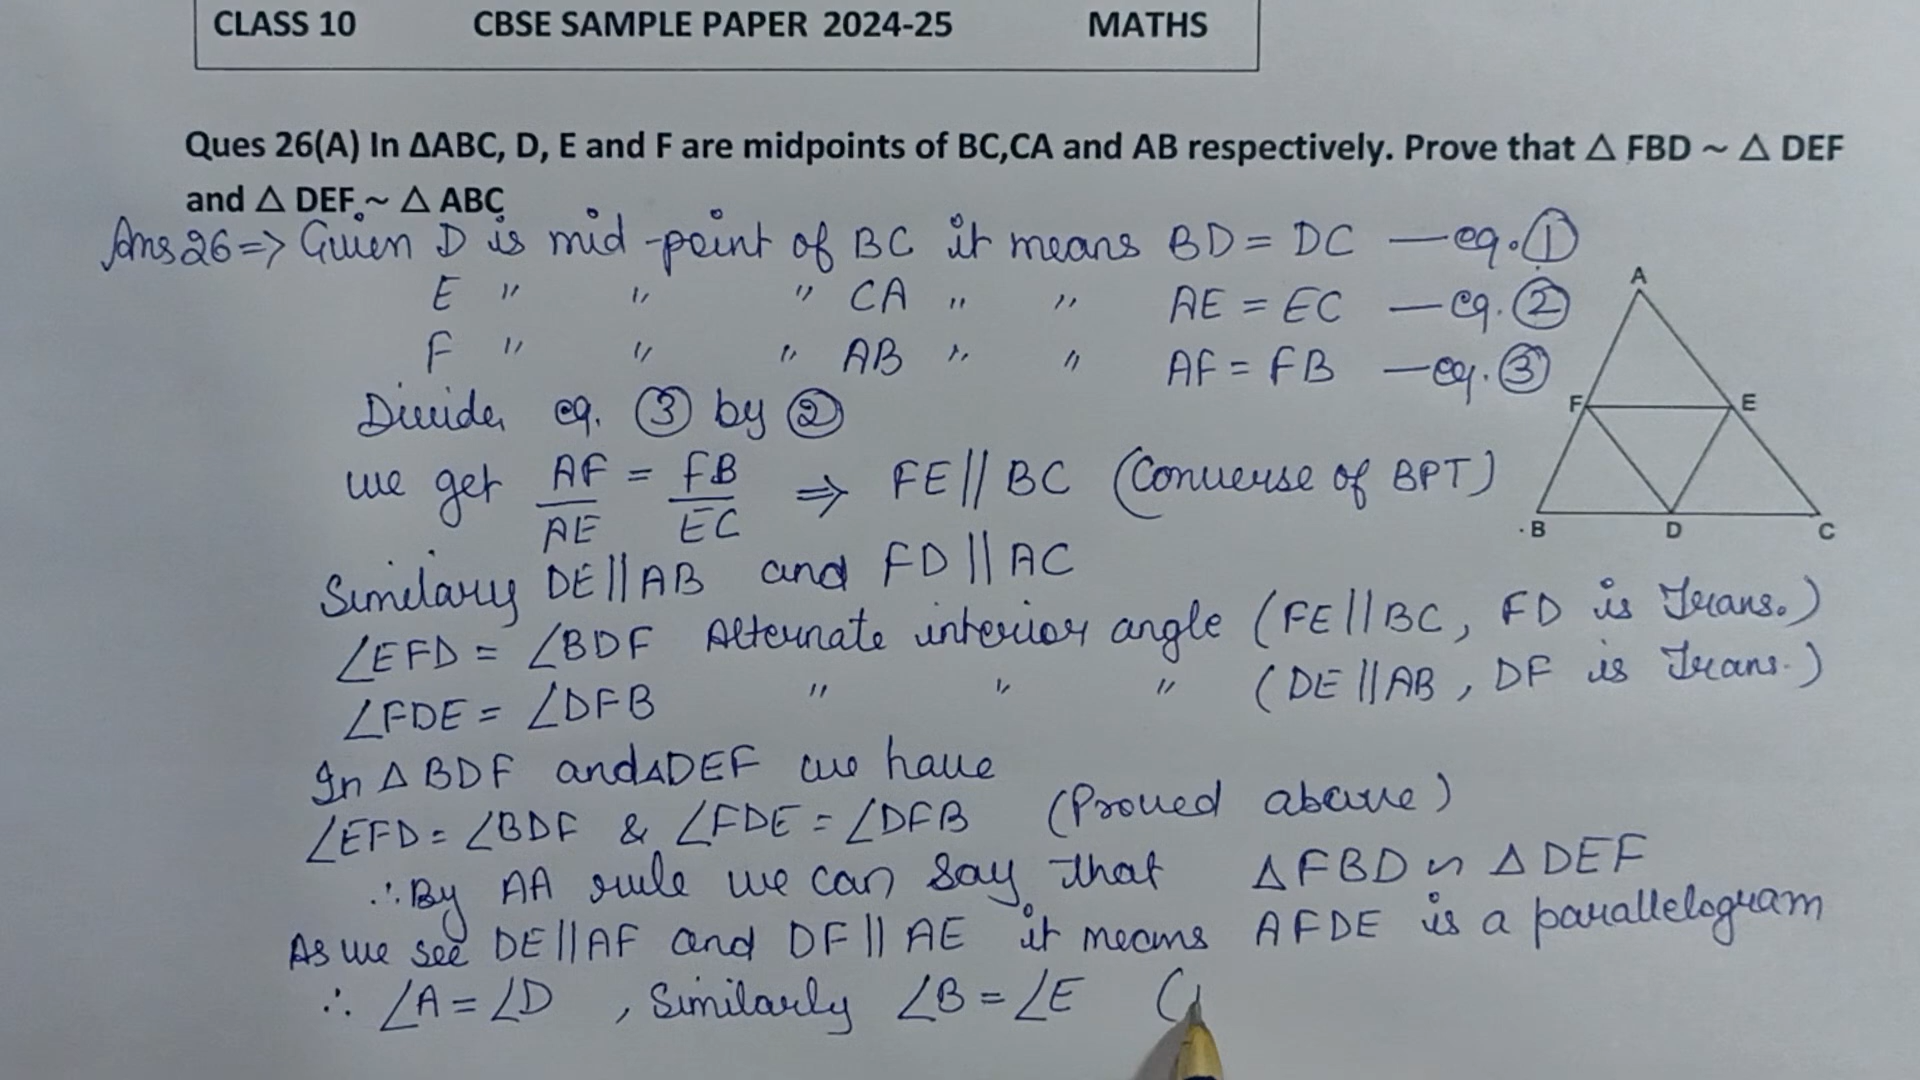 CLASS 10 CBSE SAMPLE PAPER 2024-25 MATHS
Ques 26(A) In ΔABC, D, E and F are midpoints of BC,CA and AB respectively. Prove that △ FBD ~ △ DEF
and △ DEF ~ △ ABC
Ans 26 => Given D is mid-point of BC it means BD = DC — eq. ①
E " " " CA " " AE = EC — eq. ②
F " " " AB " " AF = FB — eq. ③
Divide eq. ③ by ②
we get AF/AE = FB/EC ⇒ FE || BC (Converse of BPT)
Similary DE || AB and FD || AC
∠EFD = ∠BDF Alternate interior angle (FE || BC, FD is Trans.)
∠FDE = ∠DFB " " " (DE || AB, DF is Trans.)
In △ BDF and △DEF we have
∠EFD = ∠BDF & ∠FDE = ∠DFB (Proved above)
∴ By AA rule we can say that △ FBD ~ △ DEF
As we see DE || AF and DF || AE it means AFDE is a parallelogram
∴ ∠A = ∠D , Similarly ∠B = ∠E (
A
F
E
B
D
C